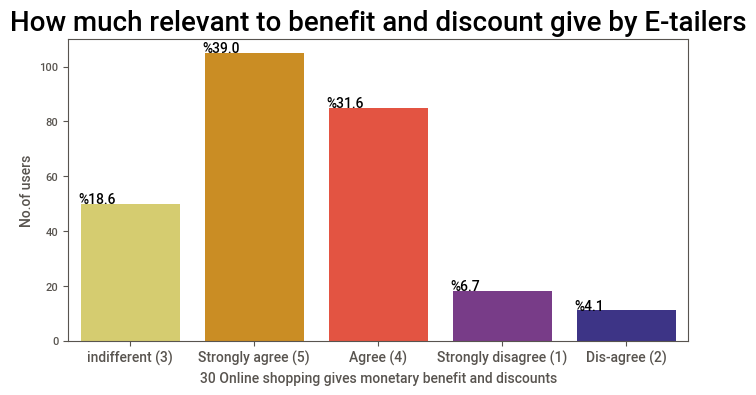 How much relevant to benefit and discount give by E-tailers
%39.0
%31.6
%18.6
%6.7
%4.1
100
80
60
40
20
0
No.of users
indifferent (3) Strongly agree (5) Agree (4) Strongly disagree (1) Dis-agree (2)
30 Online shopping gives monetary benefit and discounts